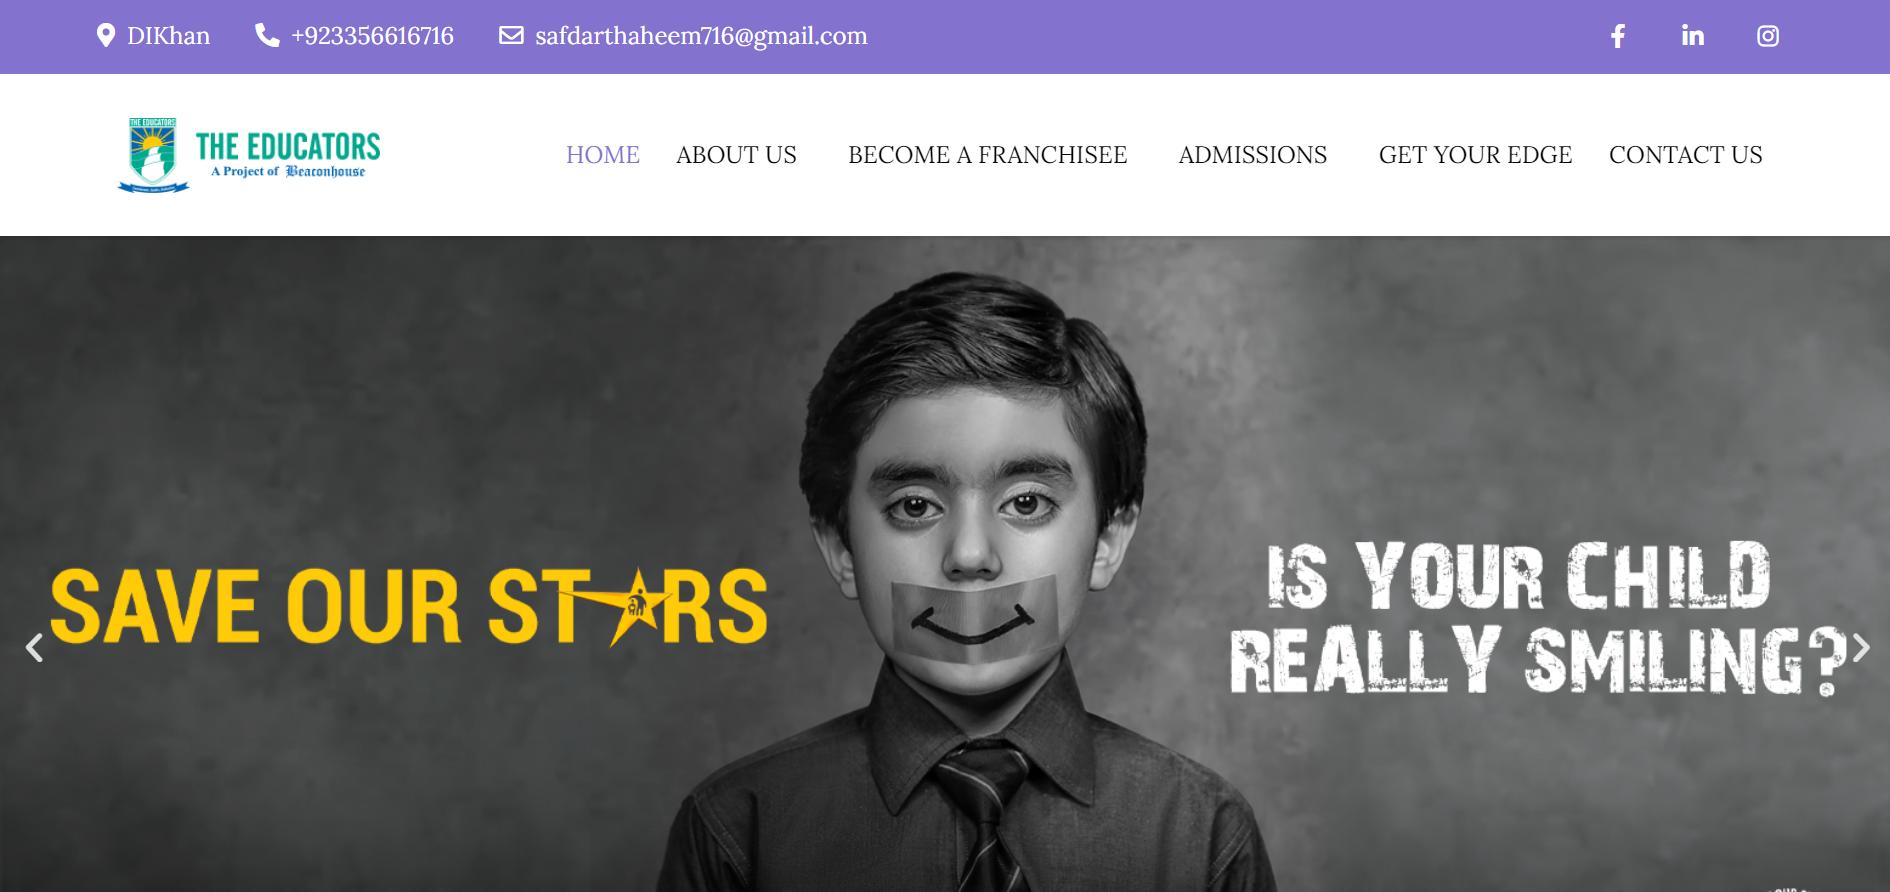 DIKhan +923356616716 safdarthaheem716@gmail.com
THE EDUCATORS
THE EDUCATORS
A Project of Beaconhouse
HOME ABOUT US BECOME A FRANCHISEE ADMISSIONS GET YOUR EDGE CONTACT US
SAVE OUR STARS
IS YOUR CHILD
REALLY SMILING?